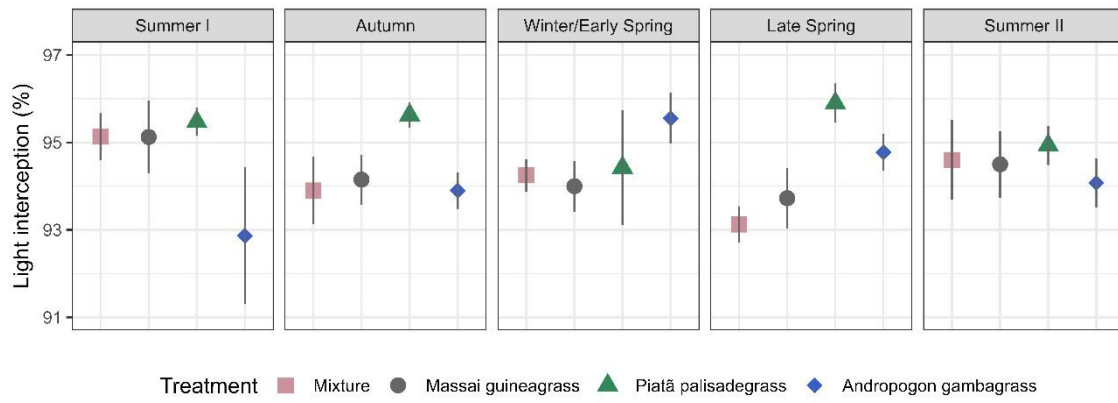 Summer I Autumn Winter/Early Spring Late Spring Summer II
Light interception (%)
97
95
93
91
Treatment Mixture Massai guineagrass Piatã palisadegrass Andropogon gambagrass